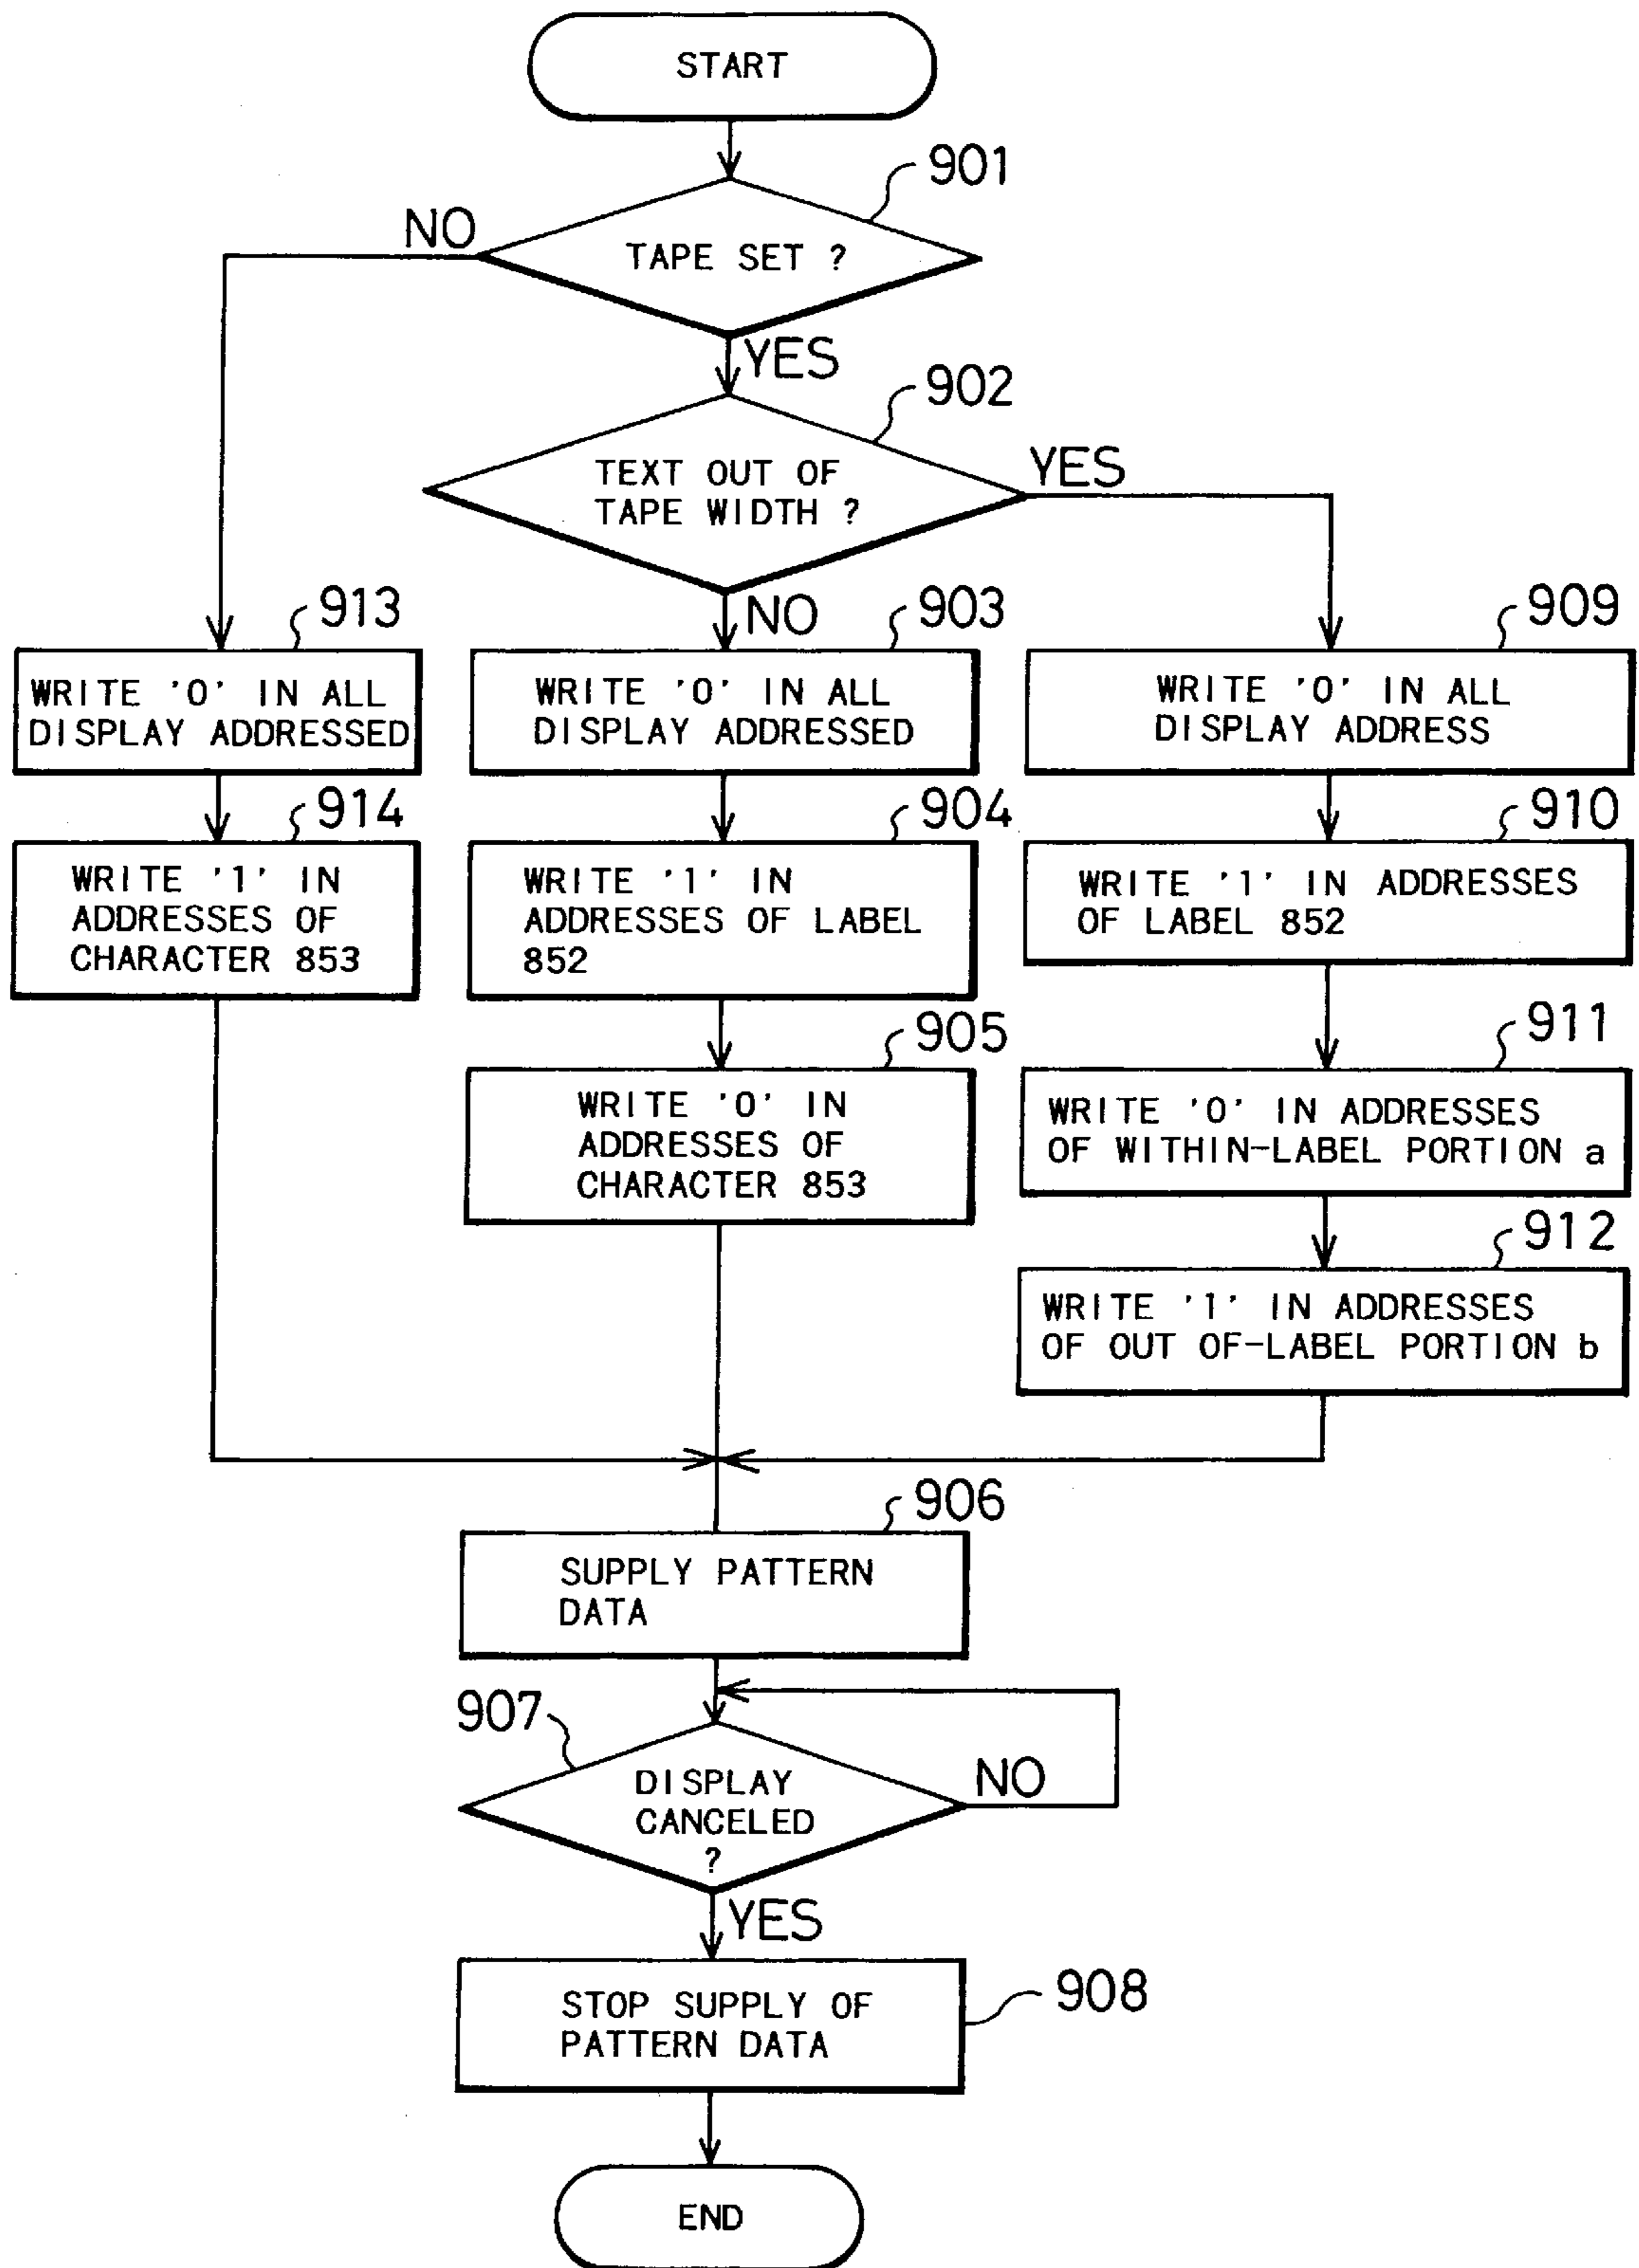 START
901
NO
TAPE SET ?
YES
902
TEXT OUT OF
TAPE WIDTH ?
YES
NO
913
WRITE '0' IN ALL
DISPLAY ADDRESSED
903
WRITE '0' IN ALL
DISPLAY ADDRESSED
909
WRITE '0' IN ALL
DISPLAY ADDRESS
914
WRITE '1' IN
ADDRESSES OF
CHARACTER 853
904
WRITE '1' IN
ADDRESSES OF LABEL
852
910
WRITE '1' IN ADDRESSES
OF LABEL 852
905
WRITE '0' IN
ADDRESSES OF
CHARACTER 853
911
WRITE '0' IN ADDRESSES
OF WITHIN-LABEL PORTION a
912
WRITE '1' IN ADDRESSES
OF OUT OF-LABEL PORTION b
906
SUPPLY PATTERN
DATA
907
DISPLAY
CANCELED
?
NO
YES
908
STOP SUPPLY OF
PATTERN DATA
END